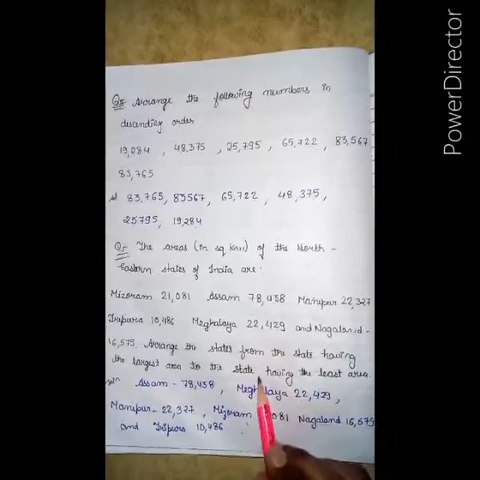 Q5 Arrange the following numbers in
descending order
19,284 , 48,375 , 25,795 , 65,722 , 83,567
83,765
83,765, 83567, 65,722 , 48,375,
25795, 19,284
Q5 The areas (in sq km) of the North-
eastern states of India are:
Mizoram 21,081 Assam 78,438 Manipur 22,327
Tripura 10,486 Meghalaya 22,429 and Nagaland-
16,575. Arrange the states from the state having
the largest area to the state having the least area.
Assam - 78,438 , Meghalaya 22,429,
Manipur- 22,327 , Mizoram 081 Nagaland 16,575
and Tripura 10,486
PowerDirector